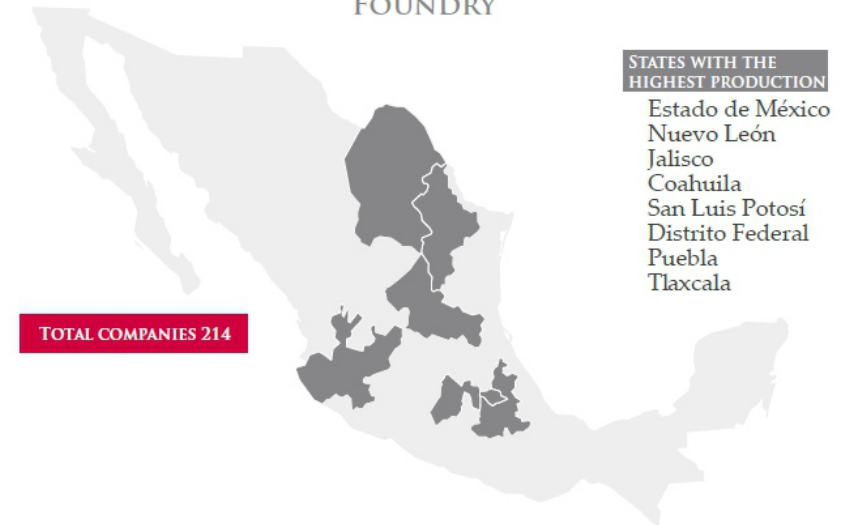 FOUNDRY
STATES WITH THE
HIGHEST PRODUCTION
Estado de México
Nuevo León
Jalisco
Coahuila
San Luis Potosí
Distrito Federal
Puebla
Tlaxcala
TOTAL COMPANIES 214